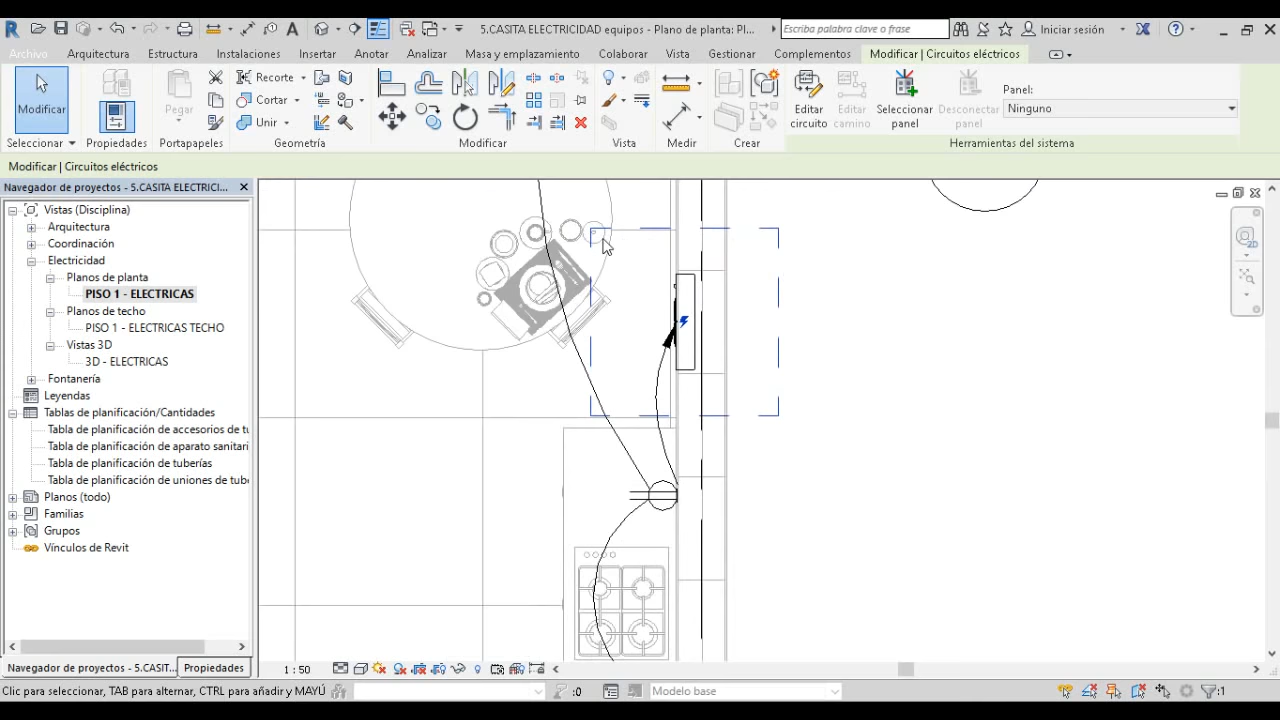 5.CASITA ELECTRICIDAD equipos - Plano de planta: Pl...
Escriba palabra clave o frase
Iniciar sesión
Archivo
Arquitectura
Estructura
Instalaciones
Insertar
Anotar
Analizar
Masa y emplazamiento
Colaborar
Vista
Gestionar
Complementos
Modificar | Circuitos eléctricos
Modificar
Pegar
Recorte
Cortar
Unir
Editar circuito
Editar camino
Seleccionar panel
Desconectar panel
Panel:
Ninguno
Seleccionar
Propiedades
Portapapeles
Geometría
Modificar
Vista
Medir
Crear
Herramientas del sistema
Modificar | Circuitos eléctricos
Navegador de proyectos - 5.CASITA ELECTRICI...
Vistas (Disciplina)
Arquitectura
Coordinación
Electricidad
Planos de planta
PISO 1 - ELECTRICAS
Planos de techo
PISO 1 - ELECTRICAS TECHO
Vistas 3D
3D - ELECTRICAS
Fontanería
Leyendas
Tablas de planificación/Cantidades
Tabla de planificación de accesorios de tu
Tabla de planificación de aparato sanitari
Tabla de planificación de tuberías
Tabla de planificación de uniones de tube
Planos (todo)
Familias
Grupos
Vínculos de Revit
2D
Navegador de proyectos - 5.CASIT...
Propiedades
1 : 50
Clic para seleccionar, TAB para alternar, CTRL para añadir y MAYÚ
:0
Modelo base
:1